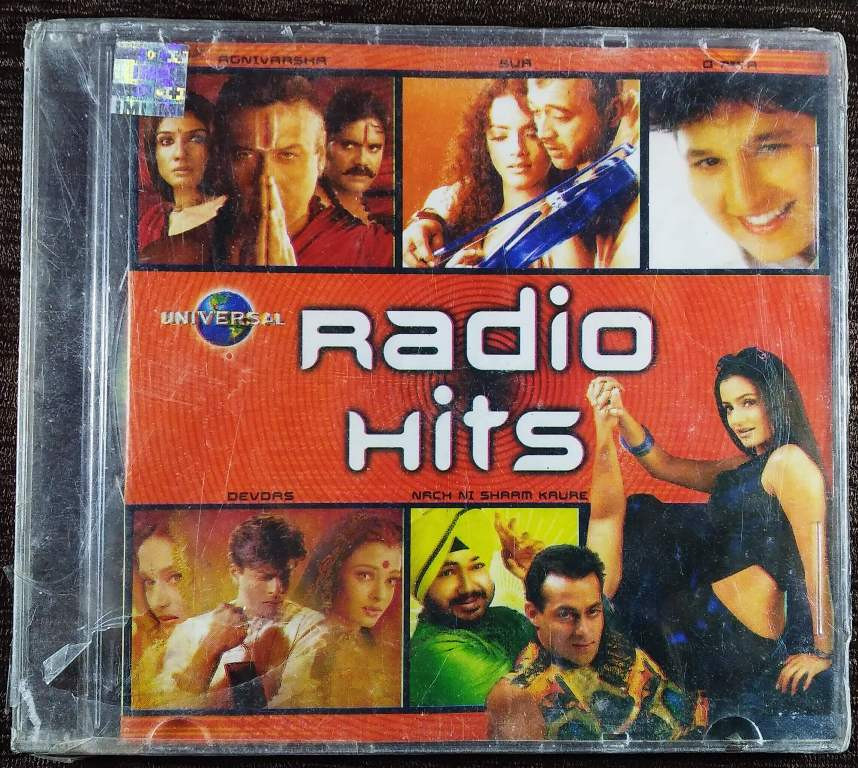 AGNIVARSHA SUR
UNIVERSAL
Radio
Hits
DEVDAS NACH NI SHAAM KAURE